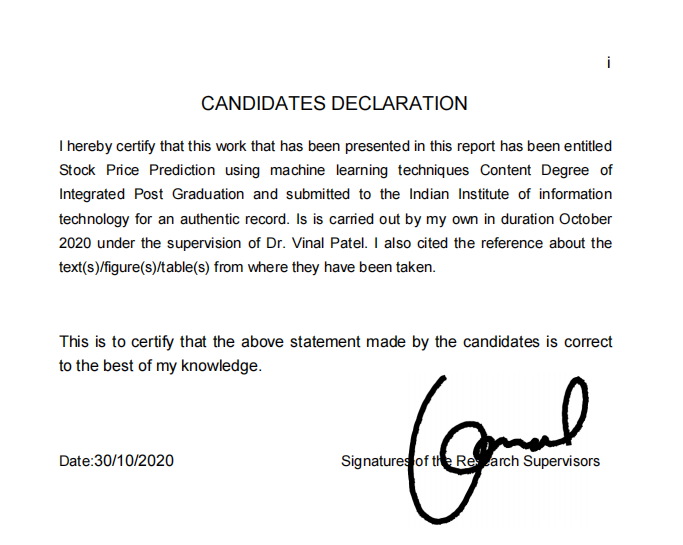 i
CANDIDATES DECLARATION
I hereby certify that this work that has been presented in this report has been entitled
Stock Price Prediction using machine learning techniques Content Degree of
Integrated Post Graduation and submitted to the Indian Institute of information
technology for an authentic record. Is is carried out by my own in duration October
2020 under the supervision of Dr. Vinal Patel. I also cited the reference about the
text(s)/figure(s)/table(s) from where they have been taken.
This is to certify that the above statement made by the candidates is correct
to the best of my knowledge.
Date:30/10/2020 Signatures of the Research Supervisors